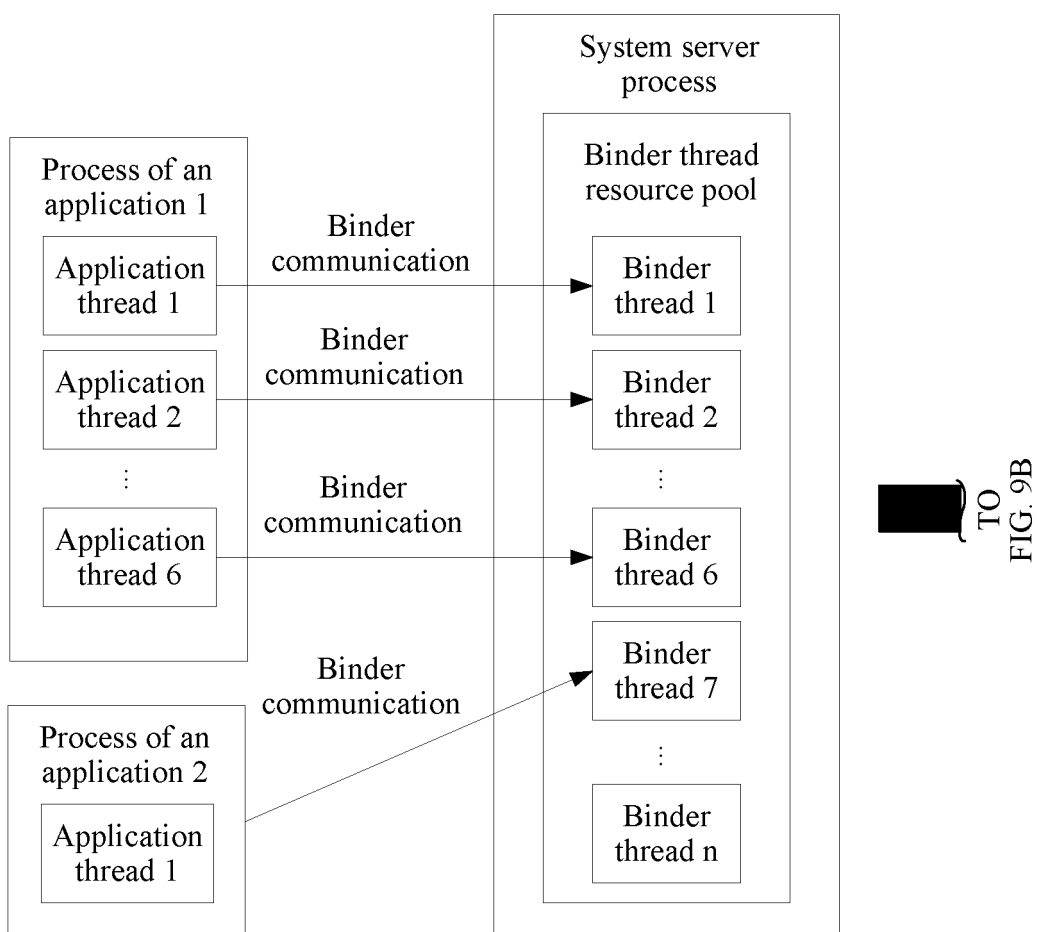 System server
process
Binder thread
resource pool
Process of an
application 1
Application
thread 1
Binder
communication
Binder
thread 1
Application
thread 2
Binder
communication
Binder
thread 2
⋮
⋮
Application
thread 6
Binder
communication
Binder
thread 6
Binder
communication
Binder
thread 7
⋮
Process of an
application 2
Application
thread 1
Binder
thread n
TO
FIG. 9B